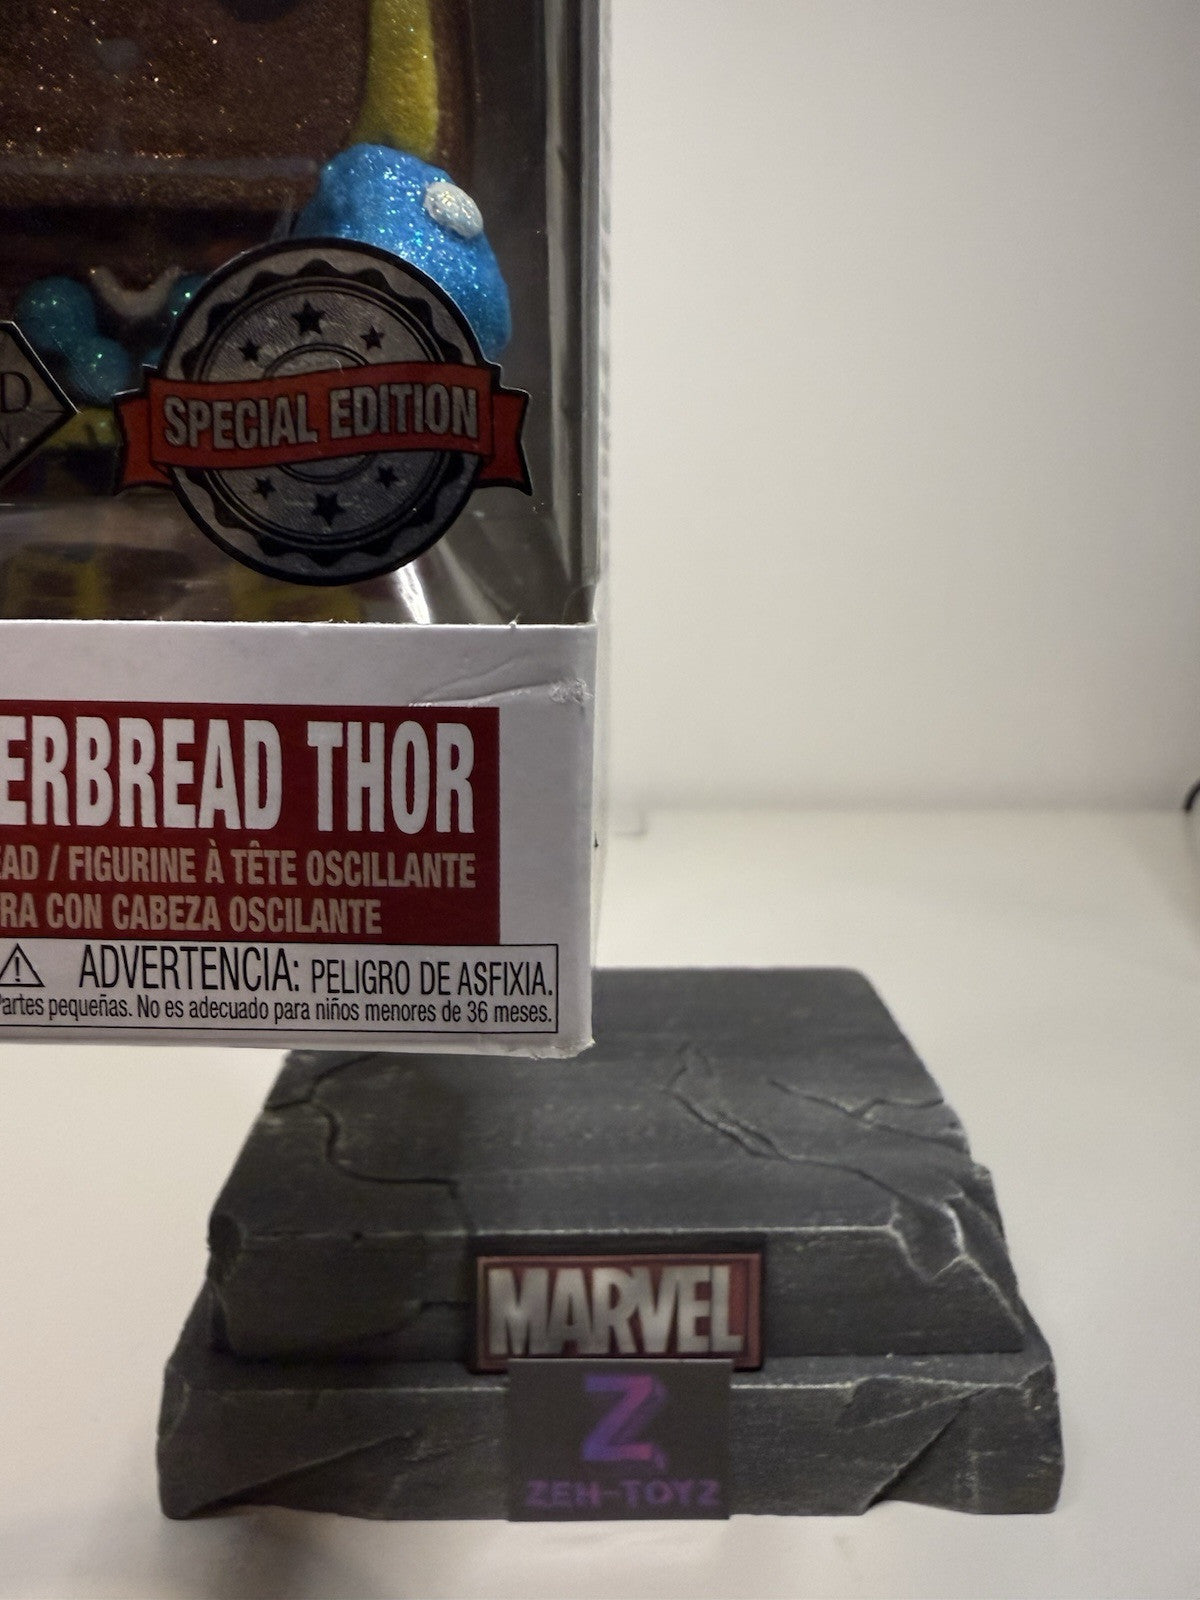 D
N
SPECIAL EDITION
ERBREAD THOR
EAD / FIGURINE À TÊTE OSCILLANTE
RA CON CABEZA OSCILANTE
ADVERTENCIA: PELIGRO DE ASFIXIA.
Partes pequeñas. No es adecuado para niños menores de 36 meses.
MARVEL
Z
ZEH-TOYZ